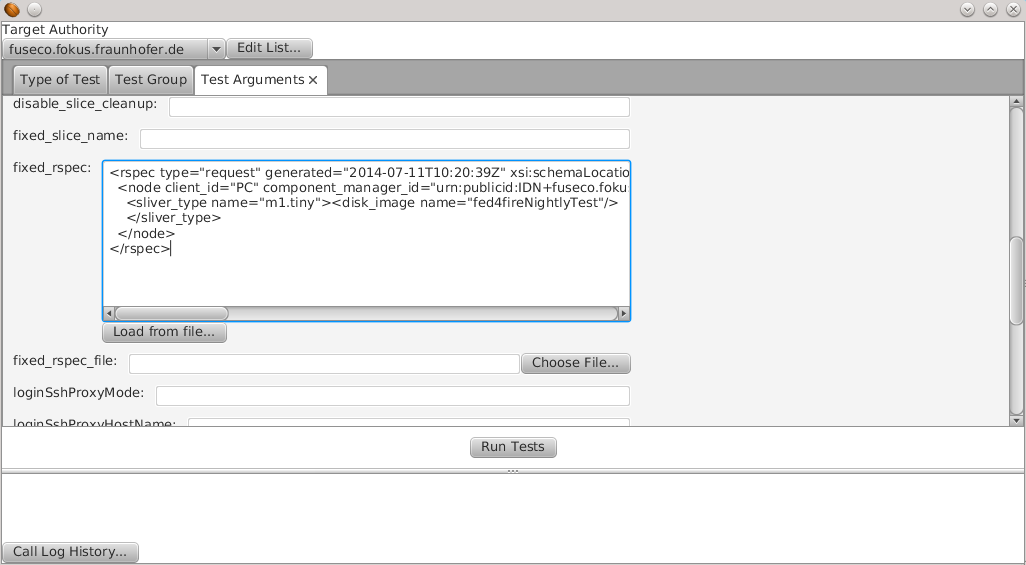 Target Authority
fuseco.fokus.fraunhofer.de Edit List...
Type of Test Test Group Test Arguments ×
disable_slice_cleanup:
fixed_slice_name:
fixed_rspec:
<rspec type="request" generated="2014-07-11T10:20:39Z" xsi:schemaLocatio
<node client_id="PC" component_manager_id="urn:publicid:IDN+fuseco.foku
<sliver_type name="m1.tiny"><disk_image name="fed4fireNightlyTest"/>
</sliver_type>
</node>
</rspec>
Load from file...
fixed_rspec_file: Choose File...
loginSshProxyMode:
loginSshProxyHostName:
Run Tests
Call Log History...